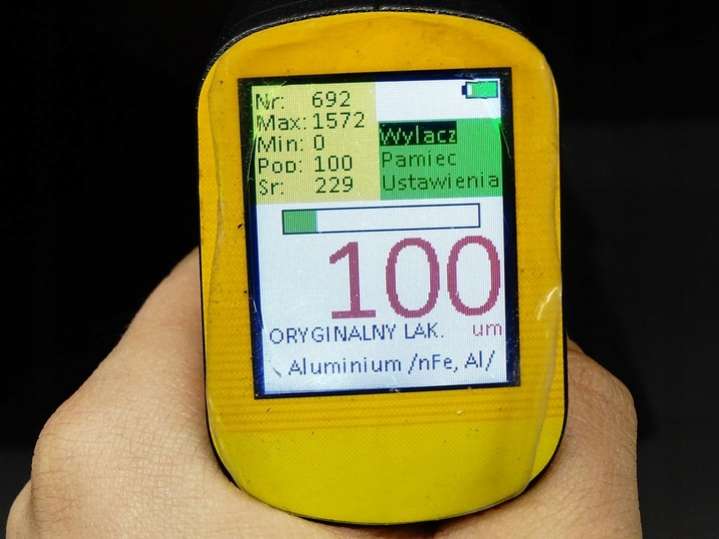 Nr: 692
Max: 1572
Min: 0
Pop: 100
Sr: 229
Wylacz
Pamiec
Ustawienia
100
ORYGINALNY LAK. um
Aluminium /nFe, Al/